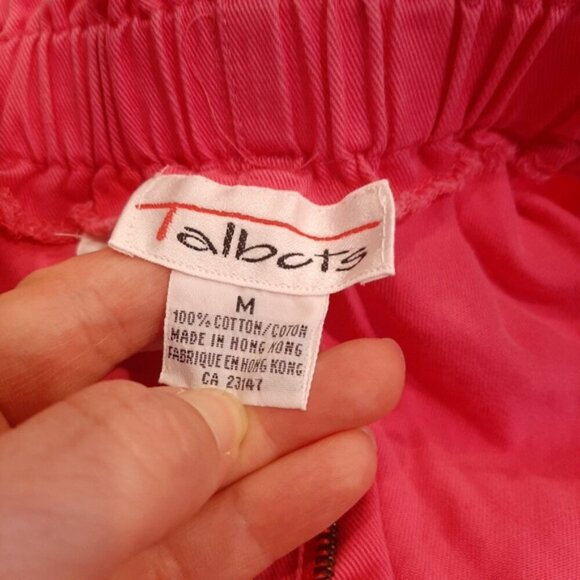 Talbots
M
100% COTTON/COTON
MADE IN HONG KONG
FABRIQUE EN HONG KONG
CA 23147